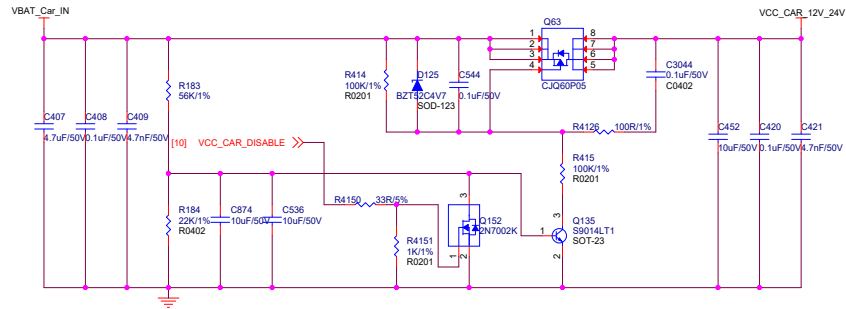 VBAT_Car_IN
Q63
VCC_CAR_12V_24V
1
2
3
4
8
7
6
5
CJQ60P05
R183
56K/1%
R414
100K/1%
R0201
D125
BZT52C4V7
SOD-123
C544
0.1uF/50V
C3044
0.1uF/50V
C0402
C407
4.7uF/50V
C408
0.1uF/50V
C409
4.7nF/50V
[10] VCC_CAR_DISABLE
R4126
100R/1%
C452
10uF/50V
C420
0.1uF/50V
C421
4.7nF/50V
R415
100K/1%
R0201
R184
22K/1%
R0402
C874
10uF/50V
C536
10uF/50V
R4150
33R/5%
R4151
1K/1%
R0201
3
Q152
2N7002K
1
2
3
Q135
S9014LT1
SOT-23
1
2